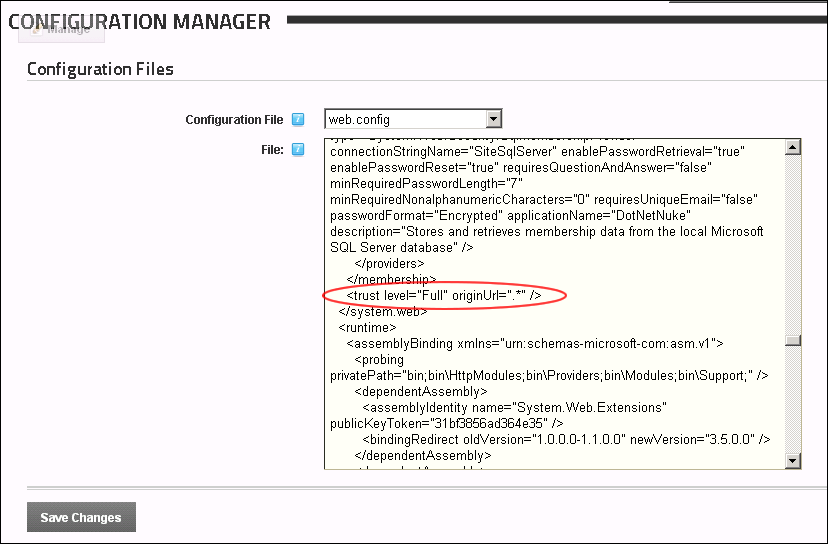 CONFIGURATION MANAGER
Manage
Configuration Files
Configuration File
web.config
File:
connectionStringName="SiteSqlServer" enablePasswordRetrieval="true"
enablePasswordReset="true" requiresQuestionAndAnswer="false"
minRequiredPasswordLength="7"
minRequiredNonalphanumericCharacters="0" requiresUniqueEmail="false"
passwordFormat="Encrypted" applicationName="DotNetNuke"
description="Stores and retrieves membership data from the local Microsoft
SQL Server database" />
</providers>
</membership>
<trust level="Full" originUrl=".*" />
</system.web>
<runtime>
<assemblyBinding xmlns="urn:schemas-microsoft-com:asm.v1">
<probing
privatePath="bin;bin\HttpModules;bin\Providers;bin\Modules;bin\Support;" />
<dependentAssembly>
<assemblyIdentity name="System.Web.Extensions"
publicKeyToken="31bf3856ad364e35" />
<bindingRedirect oldVersion="1.0.0.0-1.1.0.0" newVersion="3.5.0.0" />
</dependentAssembly>
Save Changes